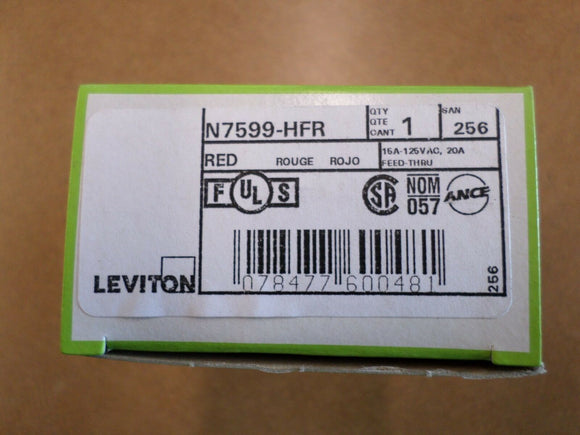 N7599-HFR
QTY
QTE
CANT 1
SAN
256
RED ROUGE ROJO
15A-125VAC, 20A
FEED-THRU
F UL S
SA
NOM
057
ANCE
LEVITON
078477 600481
256